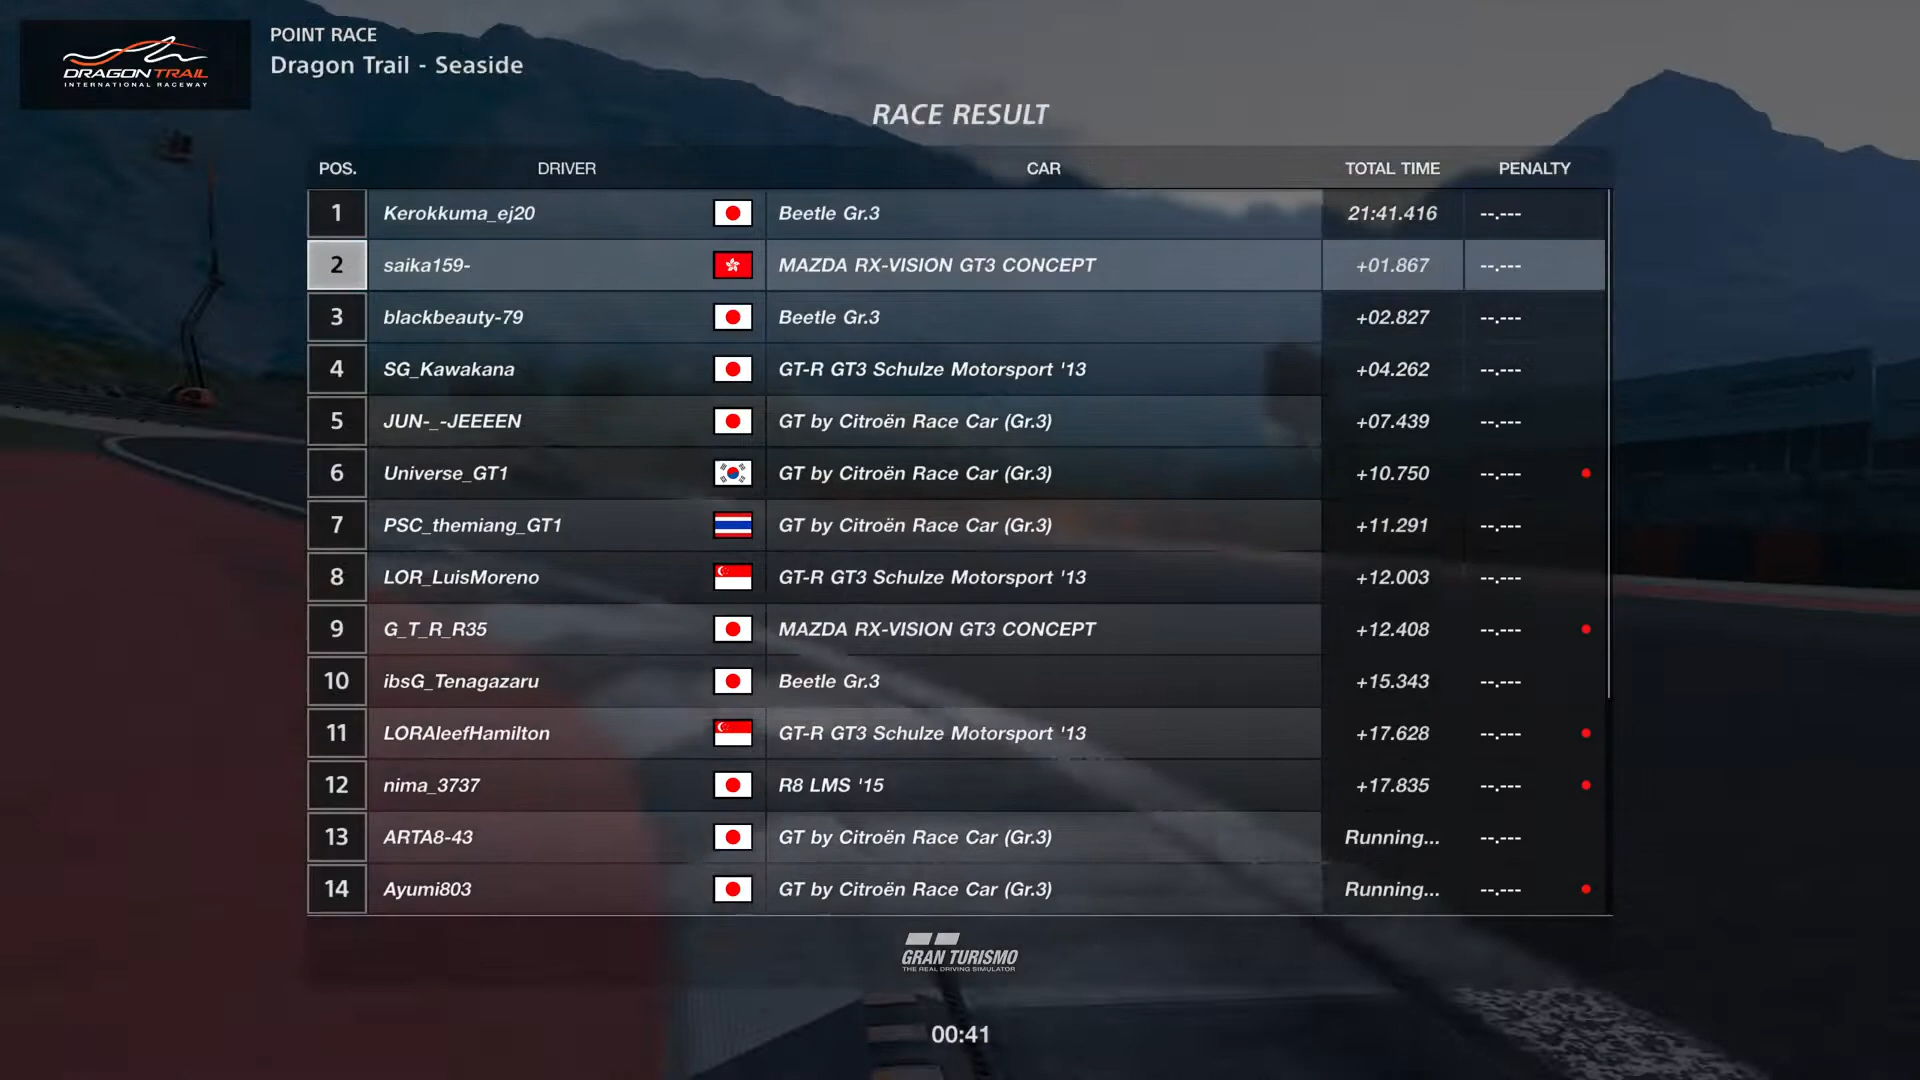 DRAGON TRAIL
INTERNATIONAL RACEWAY
POINT RACE
Dragon Trail - Seaside
RACE RESULT
POS. DRIVER CAR TOTAL TIME PENALTY
1 Kerokkuma_ej20 Beetle Gr.3 21:41.416 --.---
2 saika159- MAZDA RX-VISION GT3 CONCEPT +01.867 --.---
3 blackbeauty-79 Beetle Gr.3 +02.827 --.---
4 SG_Kawakana GT-R GT3 Schulze Motorsport '13 +04.262 --.---
5 JUN-_-JEEEEN GT by Citroën Race Car (Gr.3) +07.439 --.---
6 Universe_GT1 GT by Citroën Race Car (Gr.3) +10.750 --.---
7 PSC_themiang_GT1 GT by Citroën Race Car (Gr.3) +11.291 --.---
8 LOR_LuisMoreno GT-R GT3 Schulze Motorsport '13 +12.003 --.---
9 G_T_R_R35 MAZDA RX-VISION GT3 CONCEPT +12.408 --.---
10 ibsG_Tenagazaru Beetle Gr.3 +15.343 --.---
11 LORAleefHamilton GT-R GT3 Schulze Motorsport '13 +17.628 --.---
12 nima_3737 R8 LMS '15 +17.835 --.---
13 ARTA8-43 GT by Citroën Race Car (Gr.3) Running... --.---
14 Ayumi803 GT by Citroën Race Car (Gr.3) Running... --.---
GRAN TURISMO
THE REAL DRIVING SIMULATOR
00:41